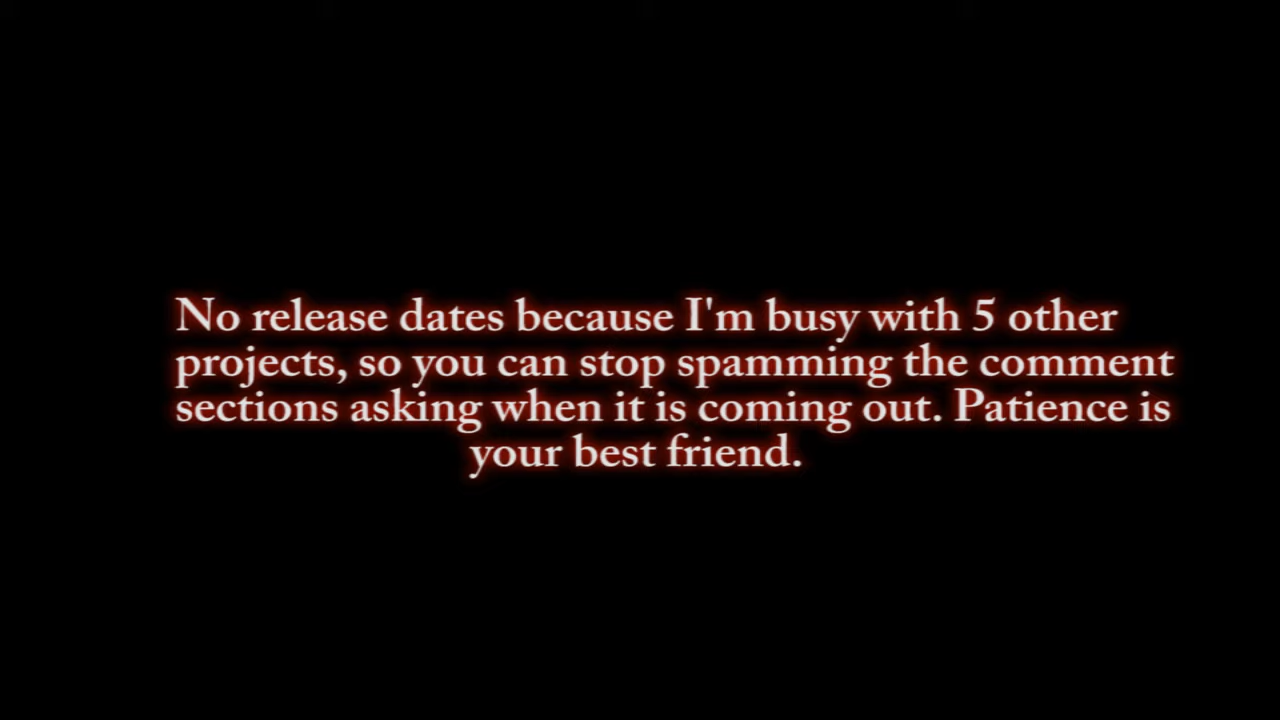 No release dates because I'm busy with 5 other
projects, so you can stop spamming the comment
sections asking when it is coming out. Patience is
your best friend.